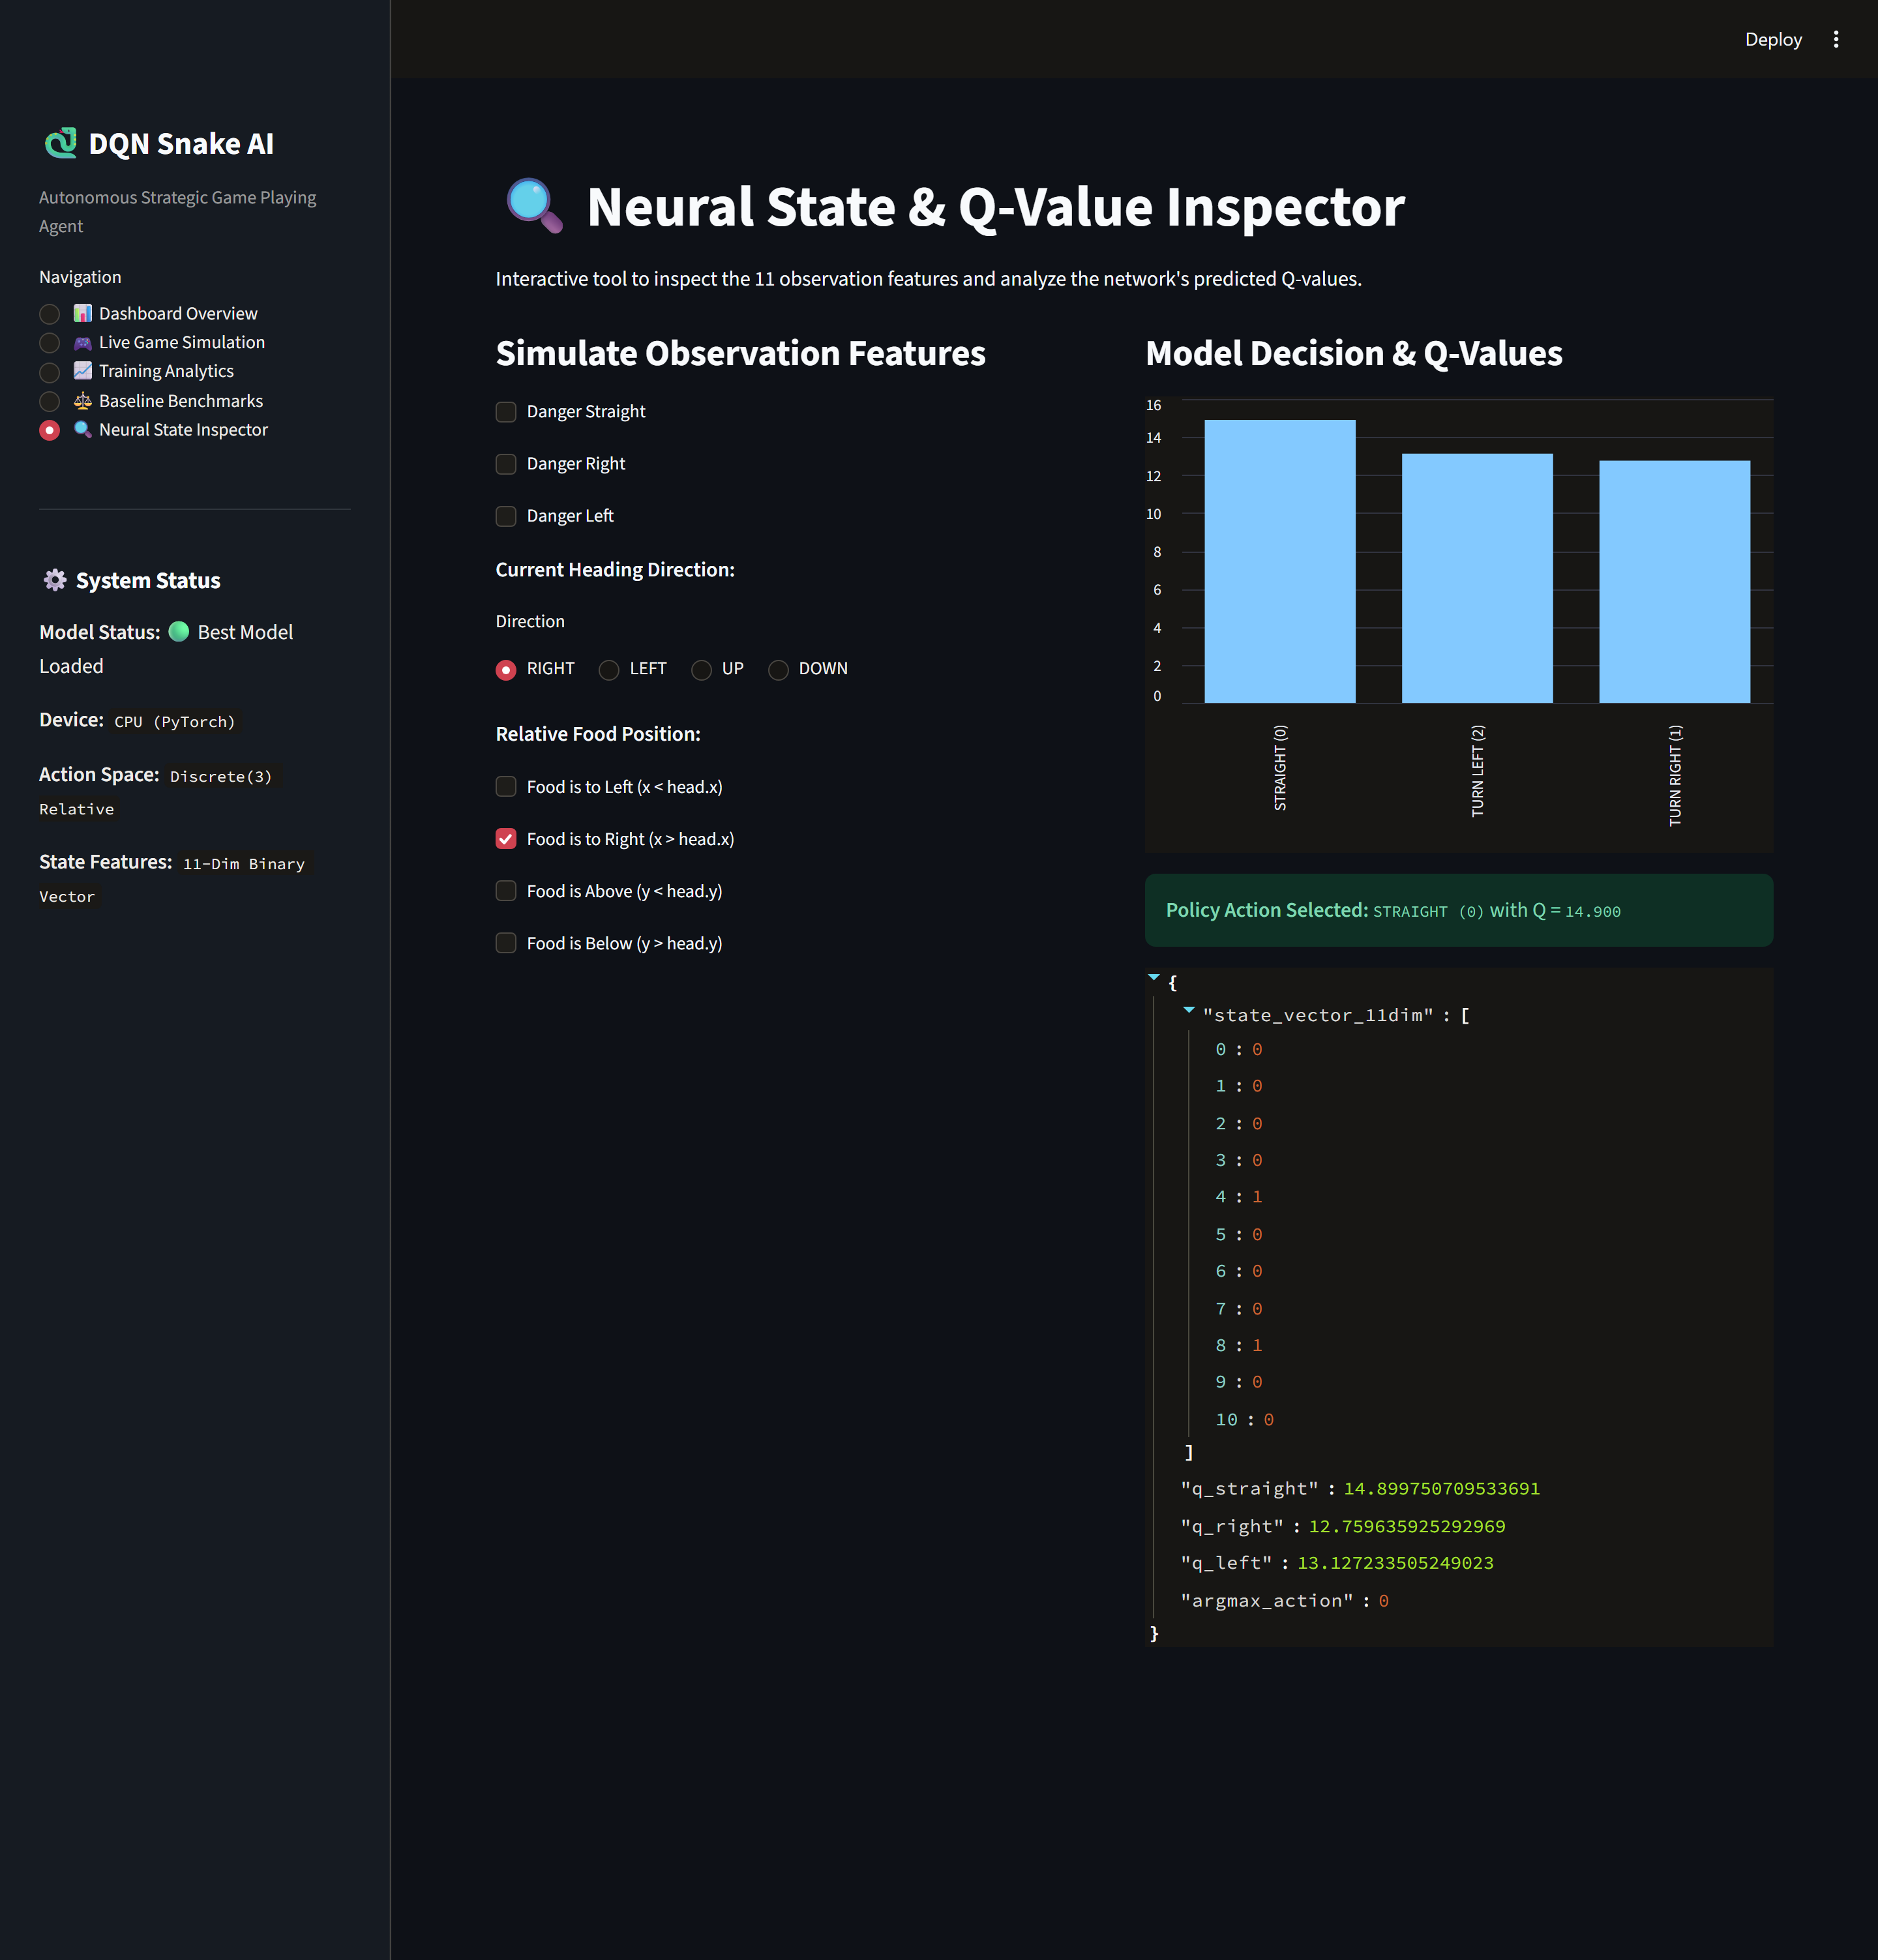 Deploy
DQN Snake AI
Autonomous Strategic Game Playing
Agent
Navigation
Dashboard Overview
Live Game Simulation
Training Analytics
Baseline Benchmarks
Neural State Inspector
System Status
Model Status: Best Model
Loaded
Device: CPU (PyTorch)
Action Space: Discrete(3)
Relative
State Features: 11-Dim Binary
Vector
Neural State & Q-Value Inspector
Interactive tool to inspect the 11 observation features and analyze the network's predicted Q-values.
Simulate Observation Features
Danger Straight
Danger Right
Danger Left
Current Heading Direction:
Direction
RIGHT LEFT UP DOWN
Relative Food Position:
Food is to Left (x < head.x)
Food is to Right (x > head.x)
Food is Above (y < head.y)
Food is Below (y > head.y)
Model Decision & Q-Values
16
14
12
10
8
6
4
2
0
STRAIGHT (0)
TURN LEFT (2)
TURN RIGHT (1)
Policy Action Selected: STRAIGHT (0) with Q = 14.900
{
"state_vector_11dim" : [
0 : 0
1 : 0
2 : 0
3 : 0
4 : 1
5 : 0
6 : 0
7 : 0
8 : 1
9 : 0
10 : 0
]
"q_straight" : 14.899750709533691
"q_right" : 12.759635925292969
"q_left" : 13.127233505249023
"argmax_action" : 0
}